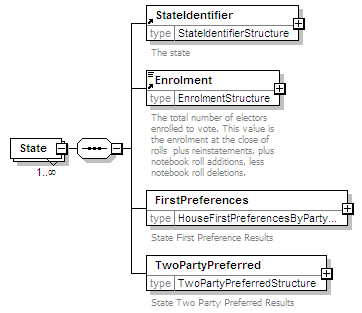 StateIdentifier
type StateIdentifierStructure
The state
Enrolment
type EnrolmentStructure
The total number of electors
enrolled to vote. This value is
the enrolment at the close of
rolls plus reinstatements, plus
notebook roll additions, less
notebook roll deletions.
State
1..∞
FirstPreferences
type HouseFirstPreferencesByParty...
State First Preference Results
TwoPartyPreferred
type TwoPartyPreferredStructure
State Two Party Preferred Results